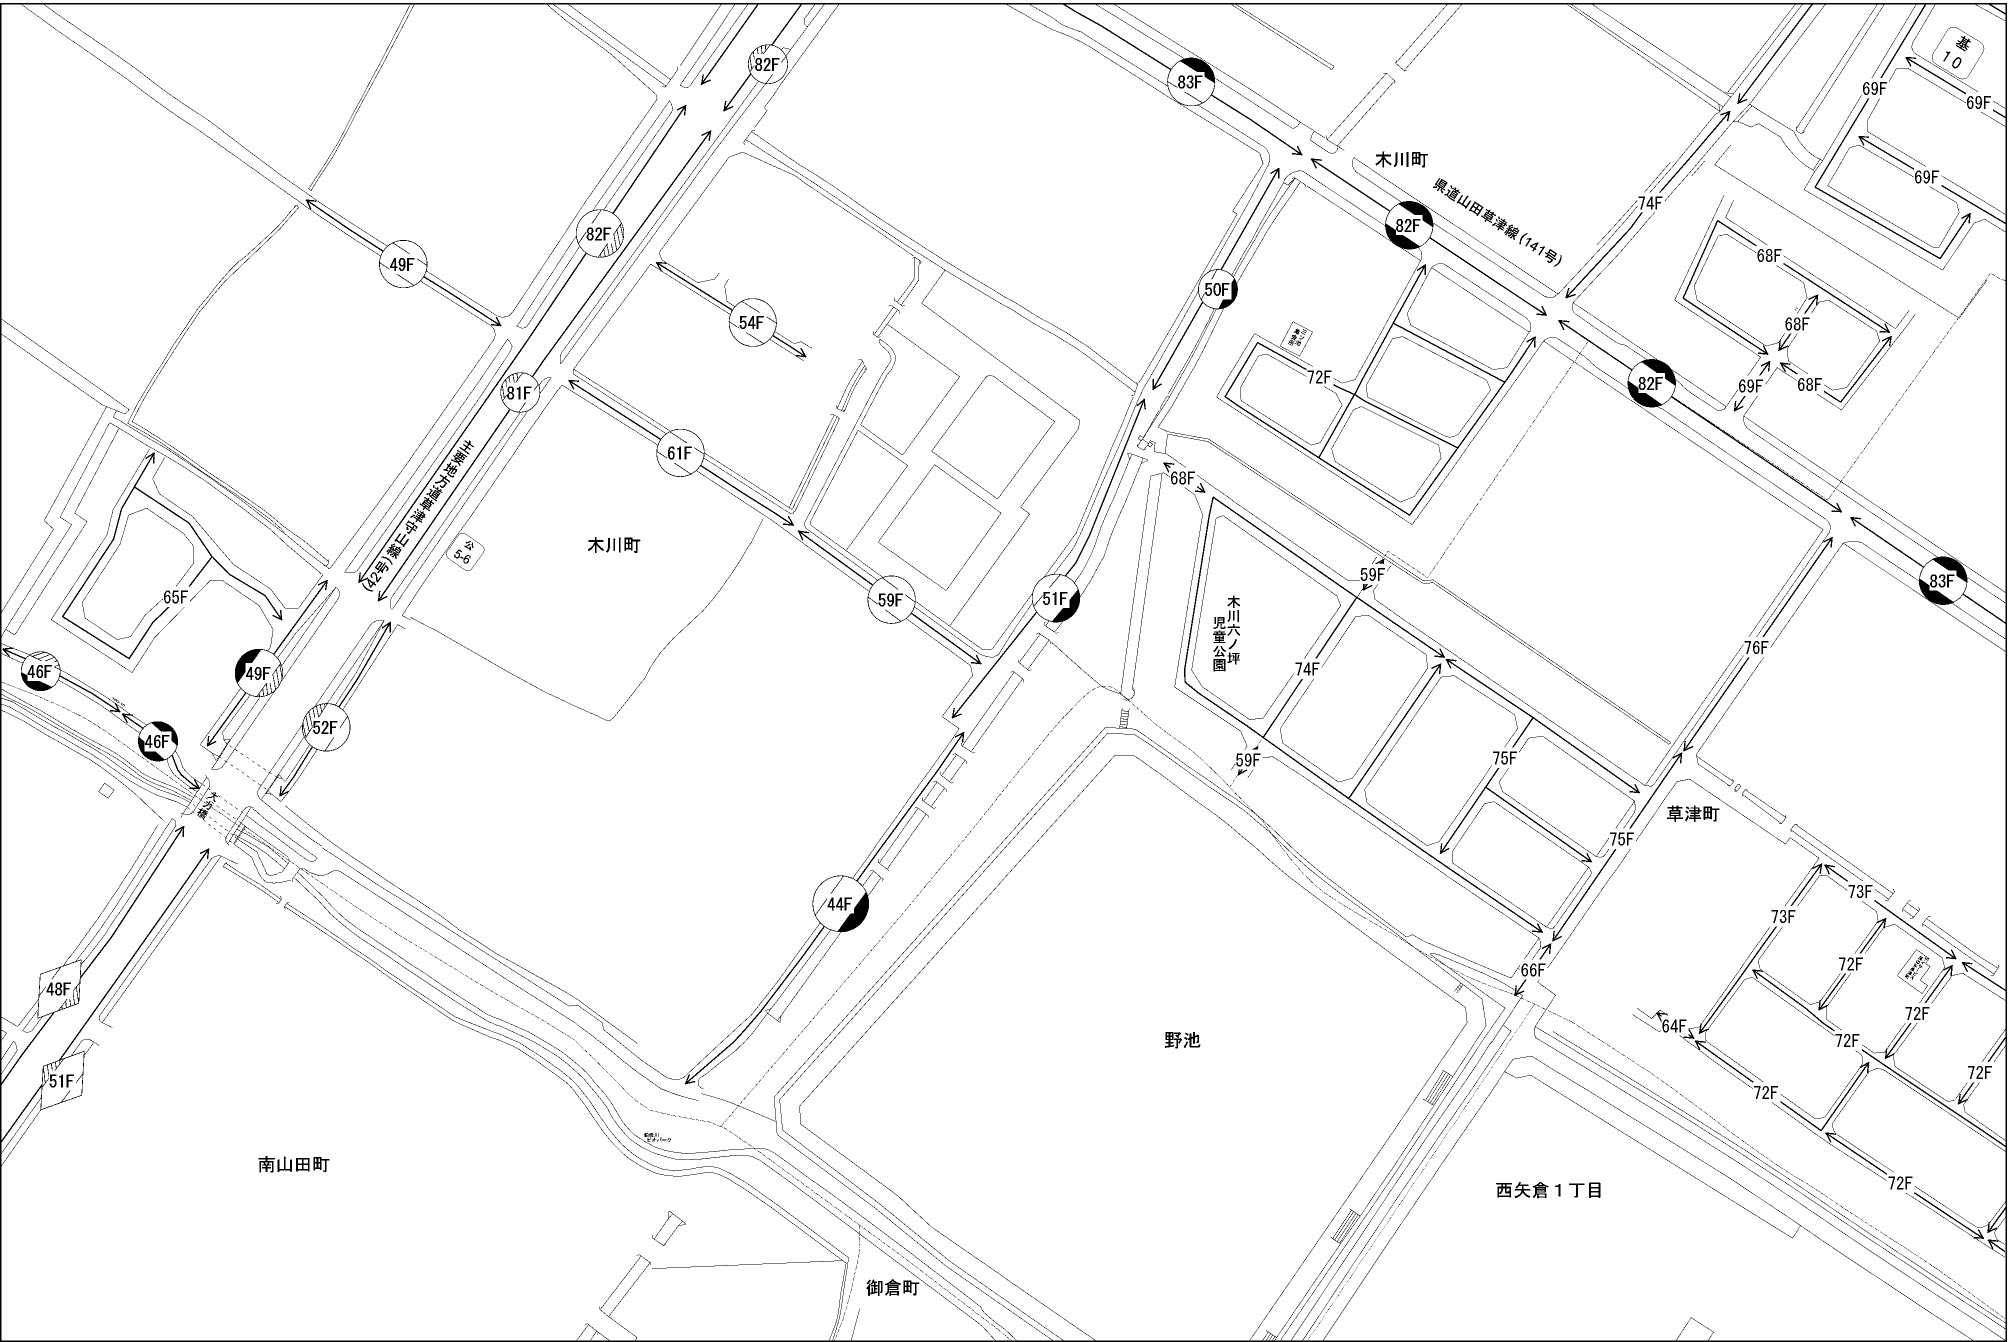 82F
83F
基
10
69F
69F
木川町
69F
県道山田草津線(141号)
74F
82F
82F
49F
68F
50F
54F
68F
72F
82F
69F
68F
81F
主要地方道草津守山線
(42号)
61F
68F
公
5-6
木川町
59F
83F
65F
59F
51F
木川六ノ坪
児童公園
76F
46F
49F
74F
52F
46F
59F
75F
大方橋
草津町
75F
73F
44F
73F
66F
72F
48F
72F
64F
野池
72F
51F
72F
72F
南山田町
西矢倉1丁目
72F
御倉町